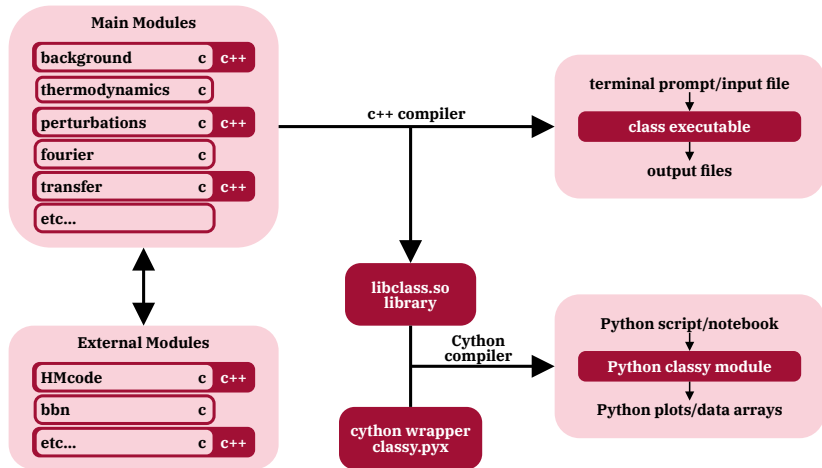 Main Modules
background c c++
thermodynamics c
perturbations c c++
fourier c
transfer c c++
etc...
c++ compiler
terminal prompt/input file
class executable
output files
libclass.so
library
External Modules
HMcode c c++
bbn c
etc... c c++
Cython
compiler
cython wrapper
classy.pyx
Python script/notebook
Python classy module
Python plots/data arrays